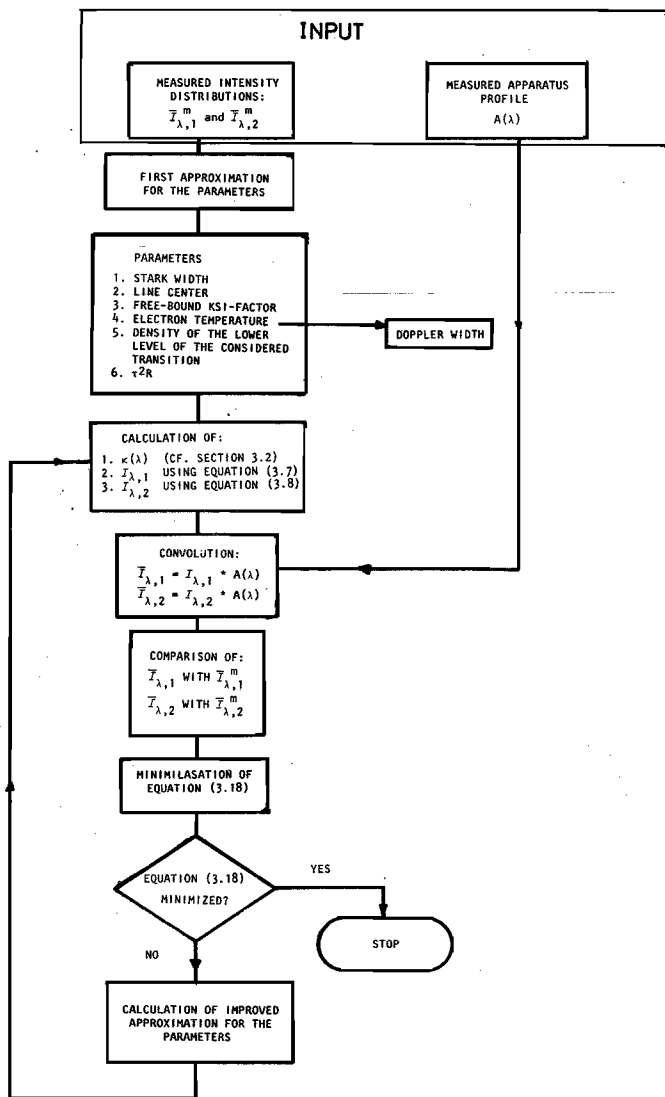 INPUT
MEASURED INTENSITY
DISTRIBUTIONS:
Ī_λ,1^m and Ī_λ,2^m
MEASURED APPARATUS
PROFILE
A(λ)
FIRST APPROXIMATION
FOR THE PARAMETERS
PARAMETERS
1. STARK WIDTH
2. LINE CENTER
3. FREE-BOUND KSI-FACTOR
4. ELECTRON TEMPERATURE
5. DENSITY OF THE LOWER
LEVEL OF THE CONSIDERED
TRANSITION
6. τ²R
DOPPLER WIDTH
CALCULATION OF:
1. κ(λ) (CF. SECTION 3.2)
2. I_λ,1 USING EQUATION (3.7)
3. I_λ,2 USING EQUATION (3.8)
CONVOLUTION:
Ī_λ,1 = I_λ,1 * A(λ)
Ī_λ,2 = I_λ,2 * A(λ)
COMPARISON OF:
Ī_λ,1 WITH Ī_λ,1^m
Ī_λ,2 WITH Ī_λ,2^m
MINIMILASATION OF
EQUATION (3.18)
EQUATION (3.18)
MINIMIZED?
YES
STOP
NO
CALCULATION OF IMPROVED
APPROXIMATION FOR THE
PARAMETERS